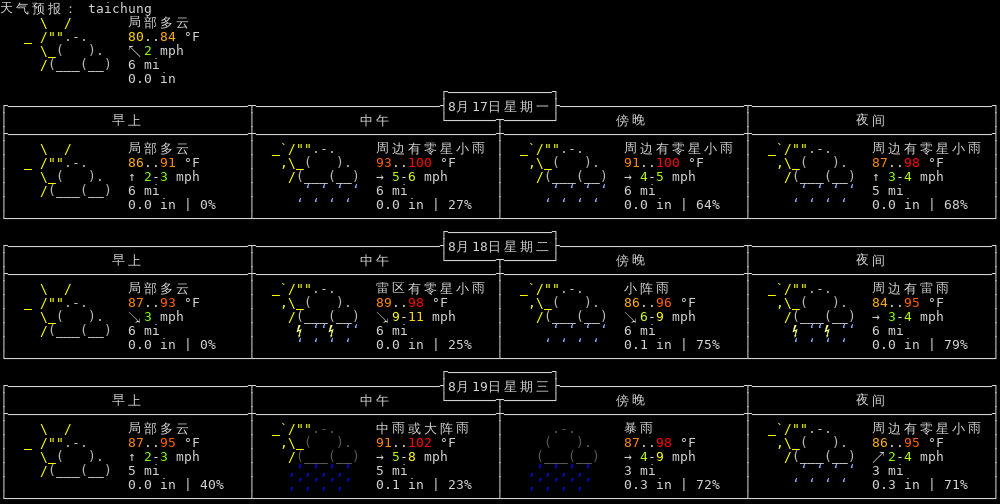 天气预报： taichung
局部多云
80..84 °F
↖ 2 mph
6 mi
0.0 in
8月17日星期一
早上 中午 傍晚 夜间
局部多云 周边有零星小雨 周边有零星小雨 周边有零星小雨
86..91 °F 93..100 °F 91..100 °F 87..98 °F
↑ 2-3 mph → 5-6 mph → 4-5 mph ↑ 3-4 mph
6 mi 6 mi 6 mi 5 mi
0.0 in | 0% 0.0 in | 27% 0.0 in | 64% 0.0 in | 68%
8月18日星期二
早上 中午 傍晚 夜间
局部多云 雷区有零星小雨 小阵雨 周边有雷雨
87..93 °F 89..98 °F 86..96 °F 84..95 °F
↘ 3 mph ↘ 9-11 mph ↘ 6-9 mph → 3-4 mph
6 mi 6 mi 6 mi 6 mi
0.0 in | 0% 0.0 in | 25% 0.1 in | 75% 0.0 in | 79%
8月19日星期三
早上 中午 傍晚 夜间
局部多云 中雨或大阵雨 暴雨 周边有零星小雨
87..95 °F 91..102 °F 87..98 °F 86..95 °F
↑ 2-3 mph → 5-8 mph → 4-9 mph ↗ 2-4 mph
5 mi 5 mi 3 mi 3 mi
0.0 in | 40% 0.1 in | 23% 0.3 in | 72% 0.3 in | 71%